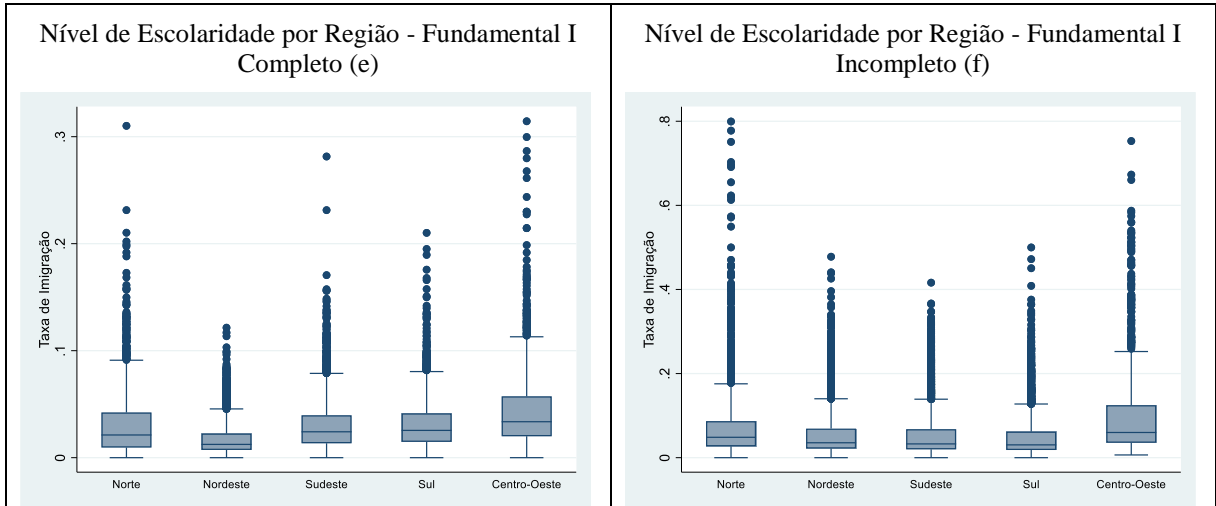 Nível de Escolaridade por Região - Fundamental I
Completo (e)
Taxa de Imigração
.3
.2
.1
0
Norte
Nordeste
Sudeste
Sul
Centro-Oeste
Nível de Escolaridade por Região - Fundamental I
Incompleto (f)
Taxa de Imigração
.8
.6
.4
.2
0
Norte
Nordeste
Sudeste
Sul
Centro-Oeste